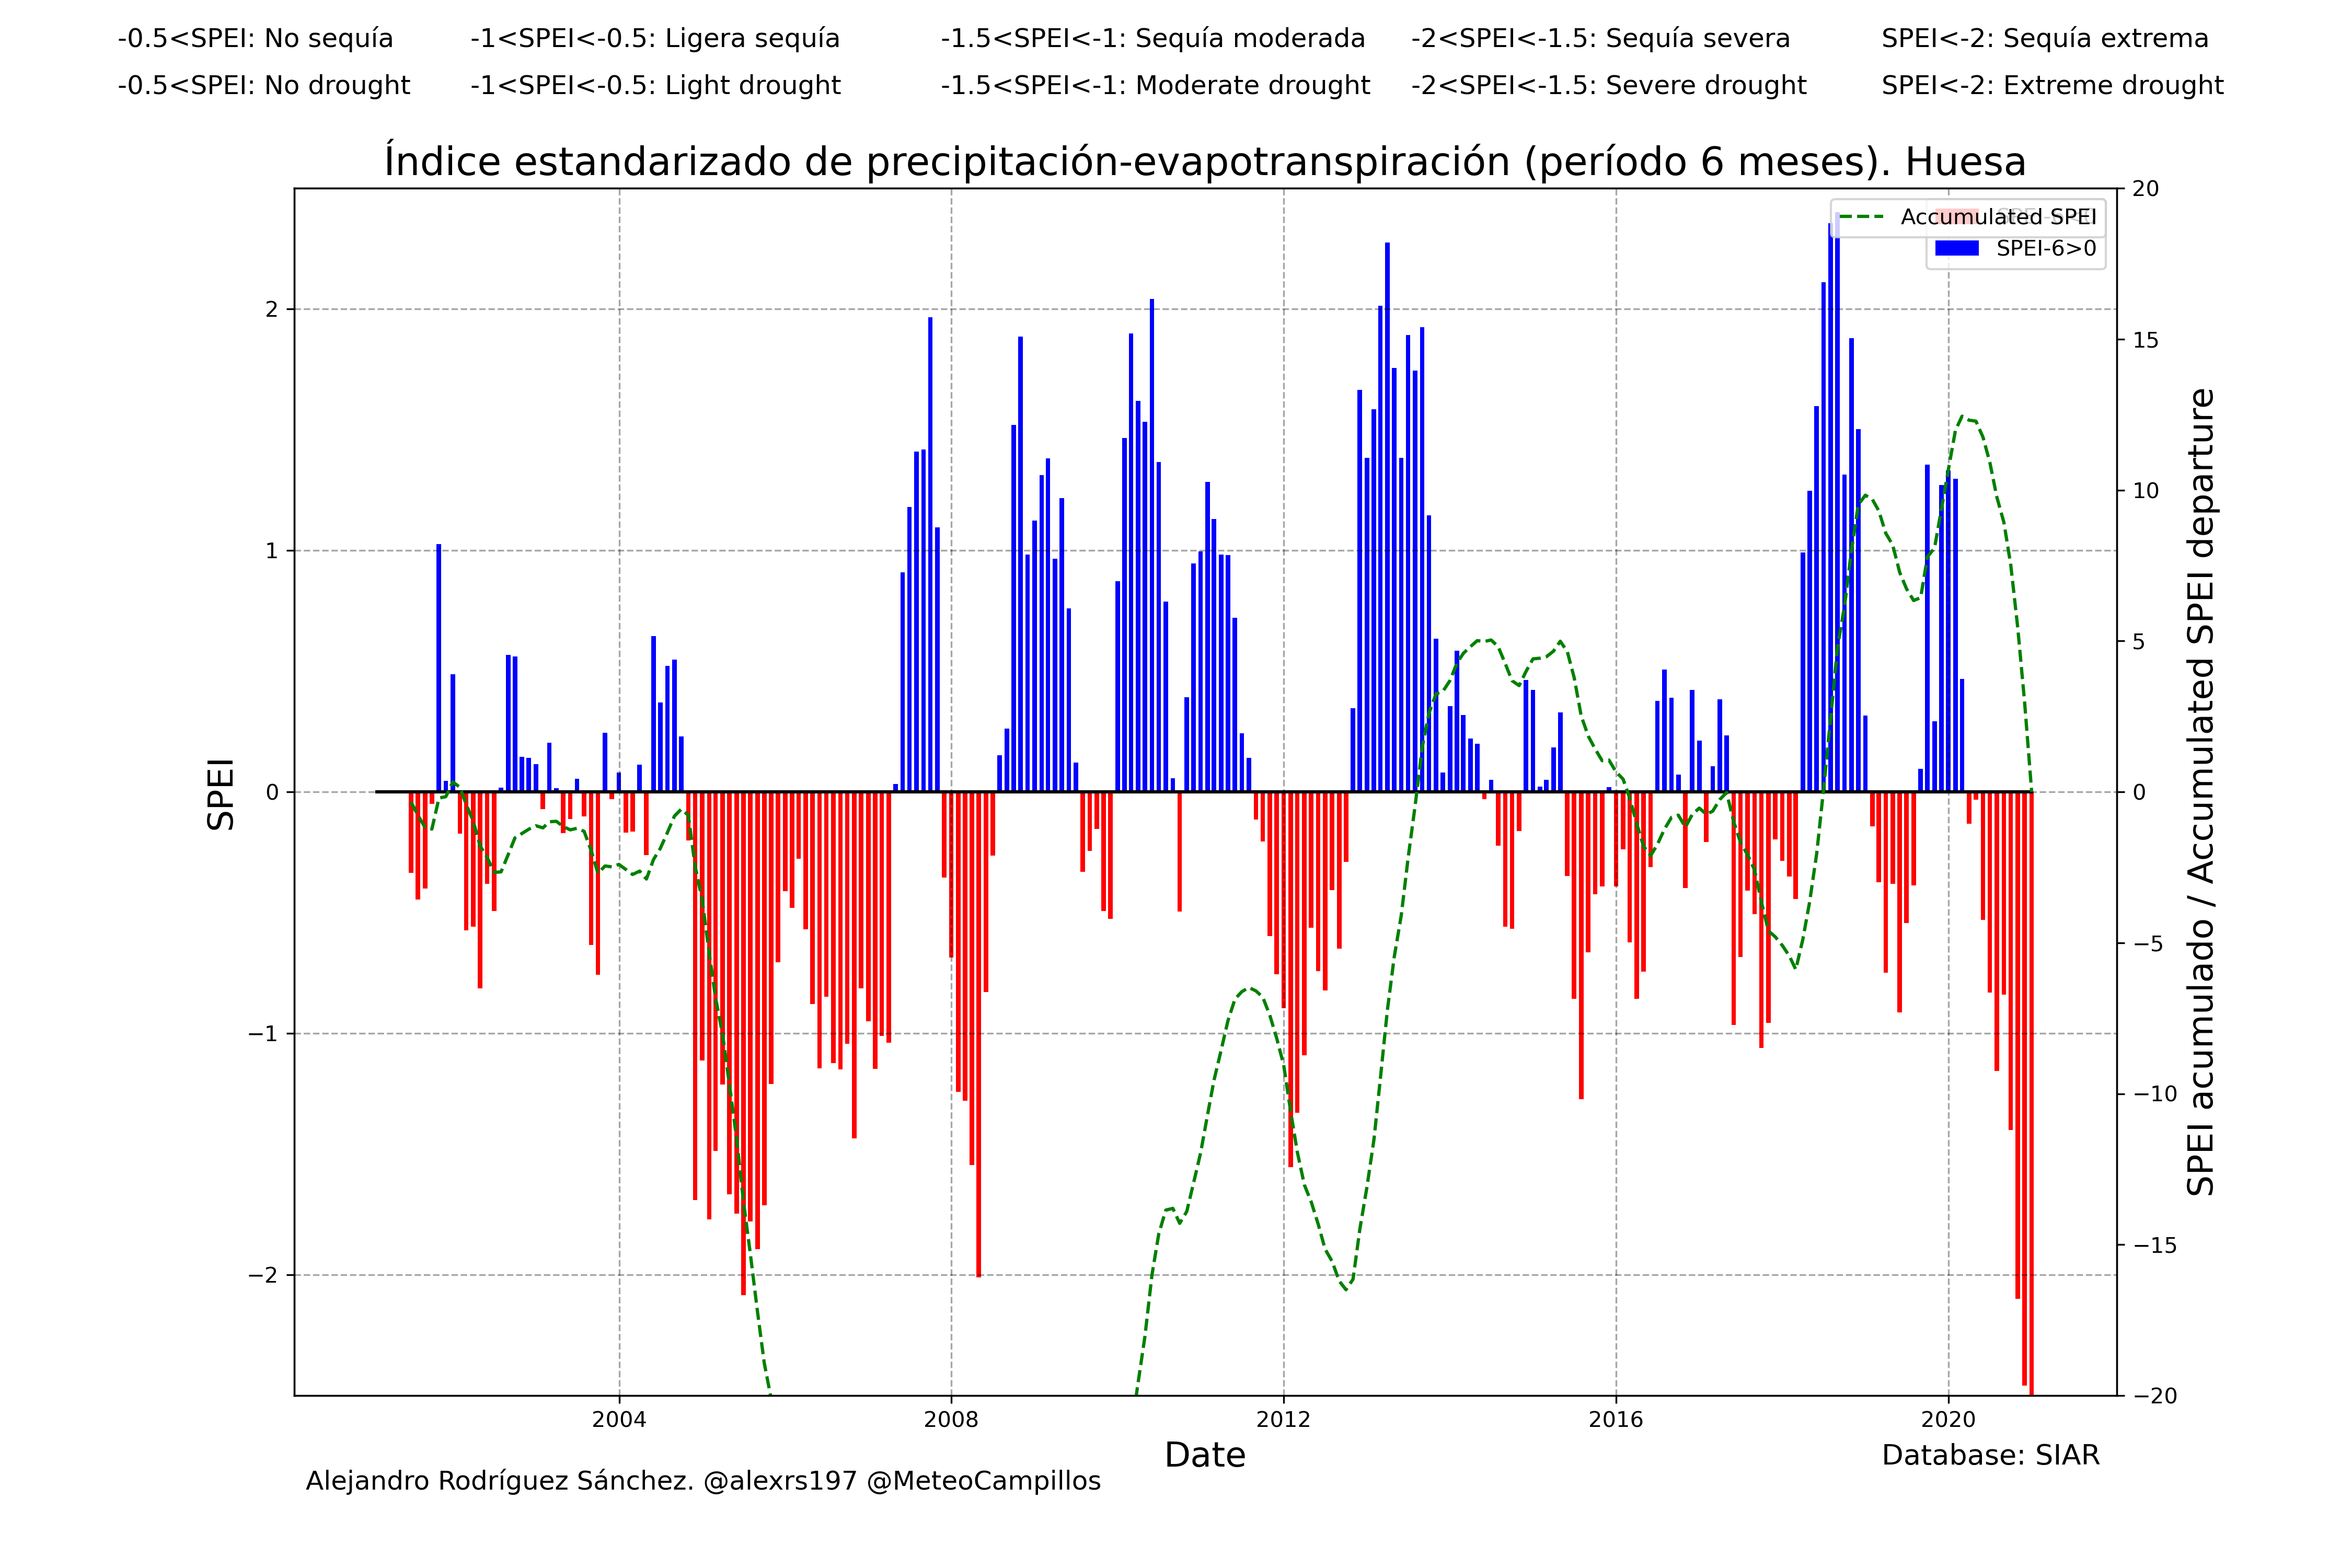 -0.5<SPEI: No sequía -1<SPEI<-0.5: Ligera sequía -1.5<SPEI<-1: Sequía moderada -2<SPEI<-1.5: Sequía severa SPEI<-2: Sequía extrema
-0.5<SPEI: No drought -1<SPEI<-0.5: Light drought -1.5<SPEI<-1: Moderate drought -2<SPEI<-1.5: Severe drought SPEI<-2: Extreme drought
Índice estandarizado de precipitación-evapotranspiración (período 6 meses). Huesa
Accumulated SPEI
SPEI-6>0
SPEI
2
1
0
−1
−2
20
15
10
5
0
−5
−10
−15
−20
SPEI acumulado / Accumulated SPEI departure
2004 2008 2012 2016 2020
Date
Database: SIAR
Alejandro Rodríguez Sánchez. @alexrs197 @MeteoCampillos